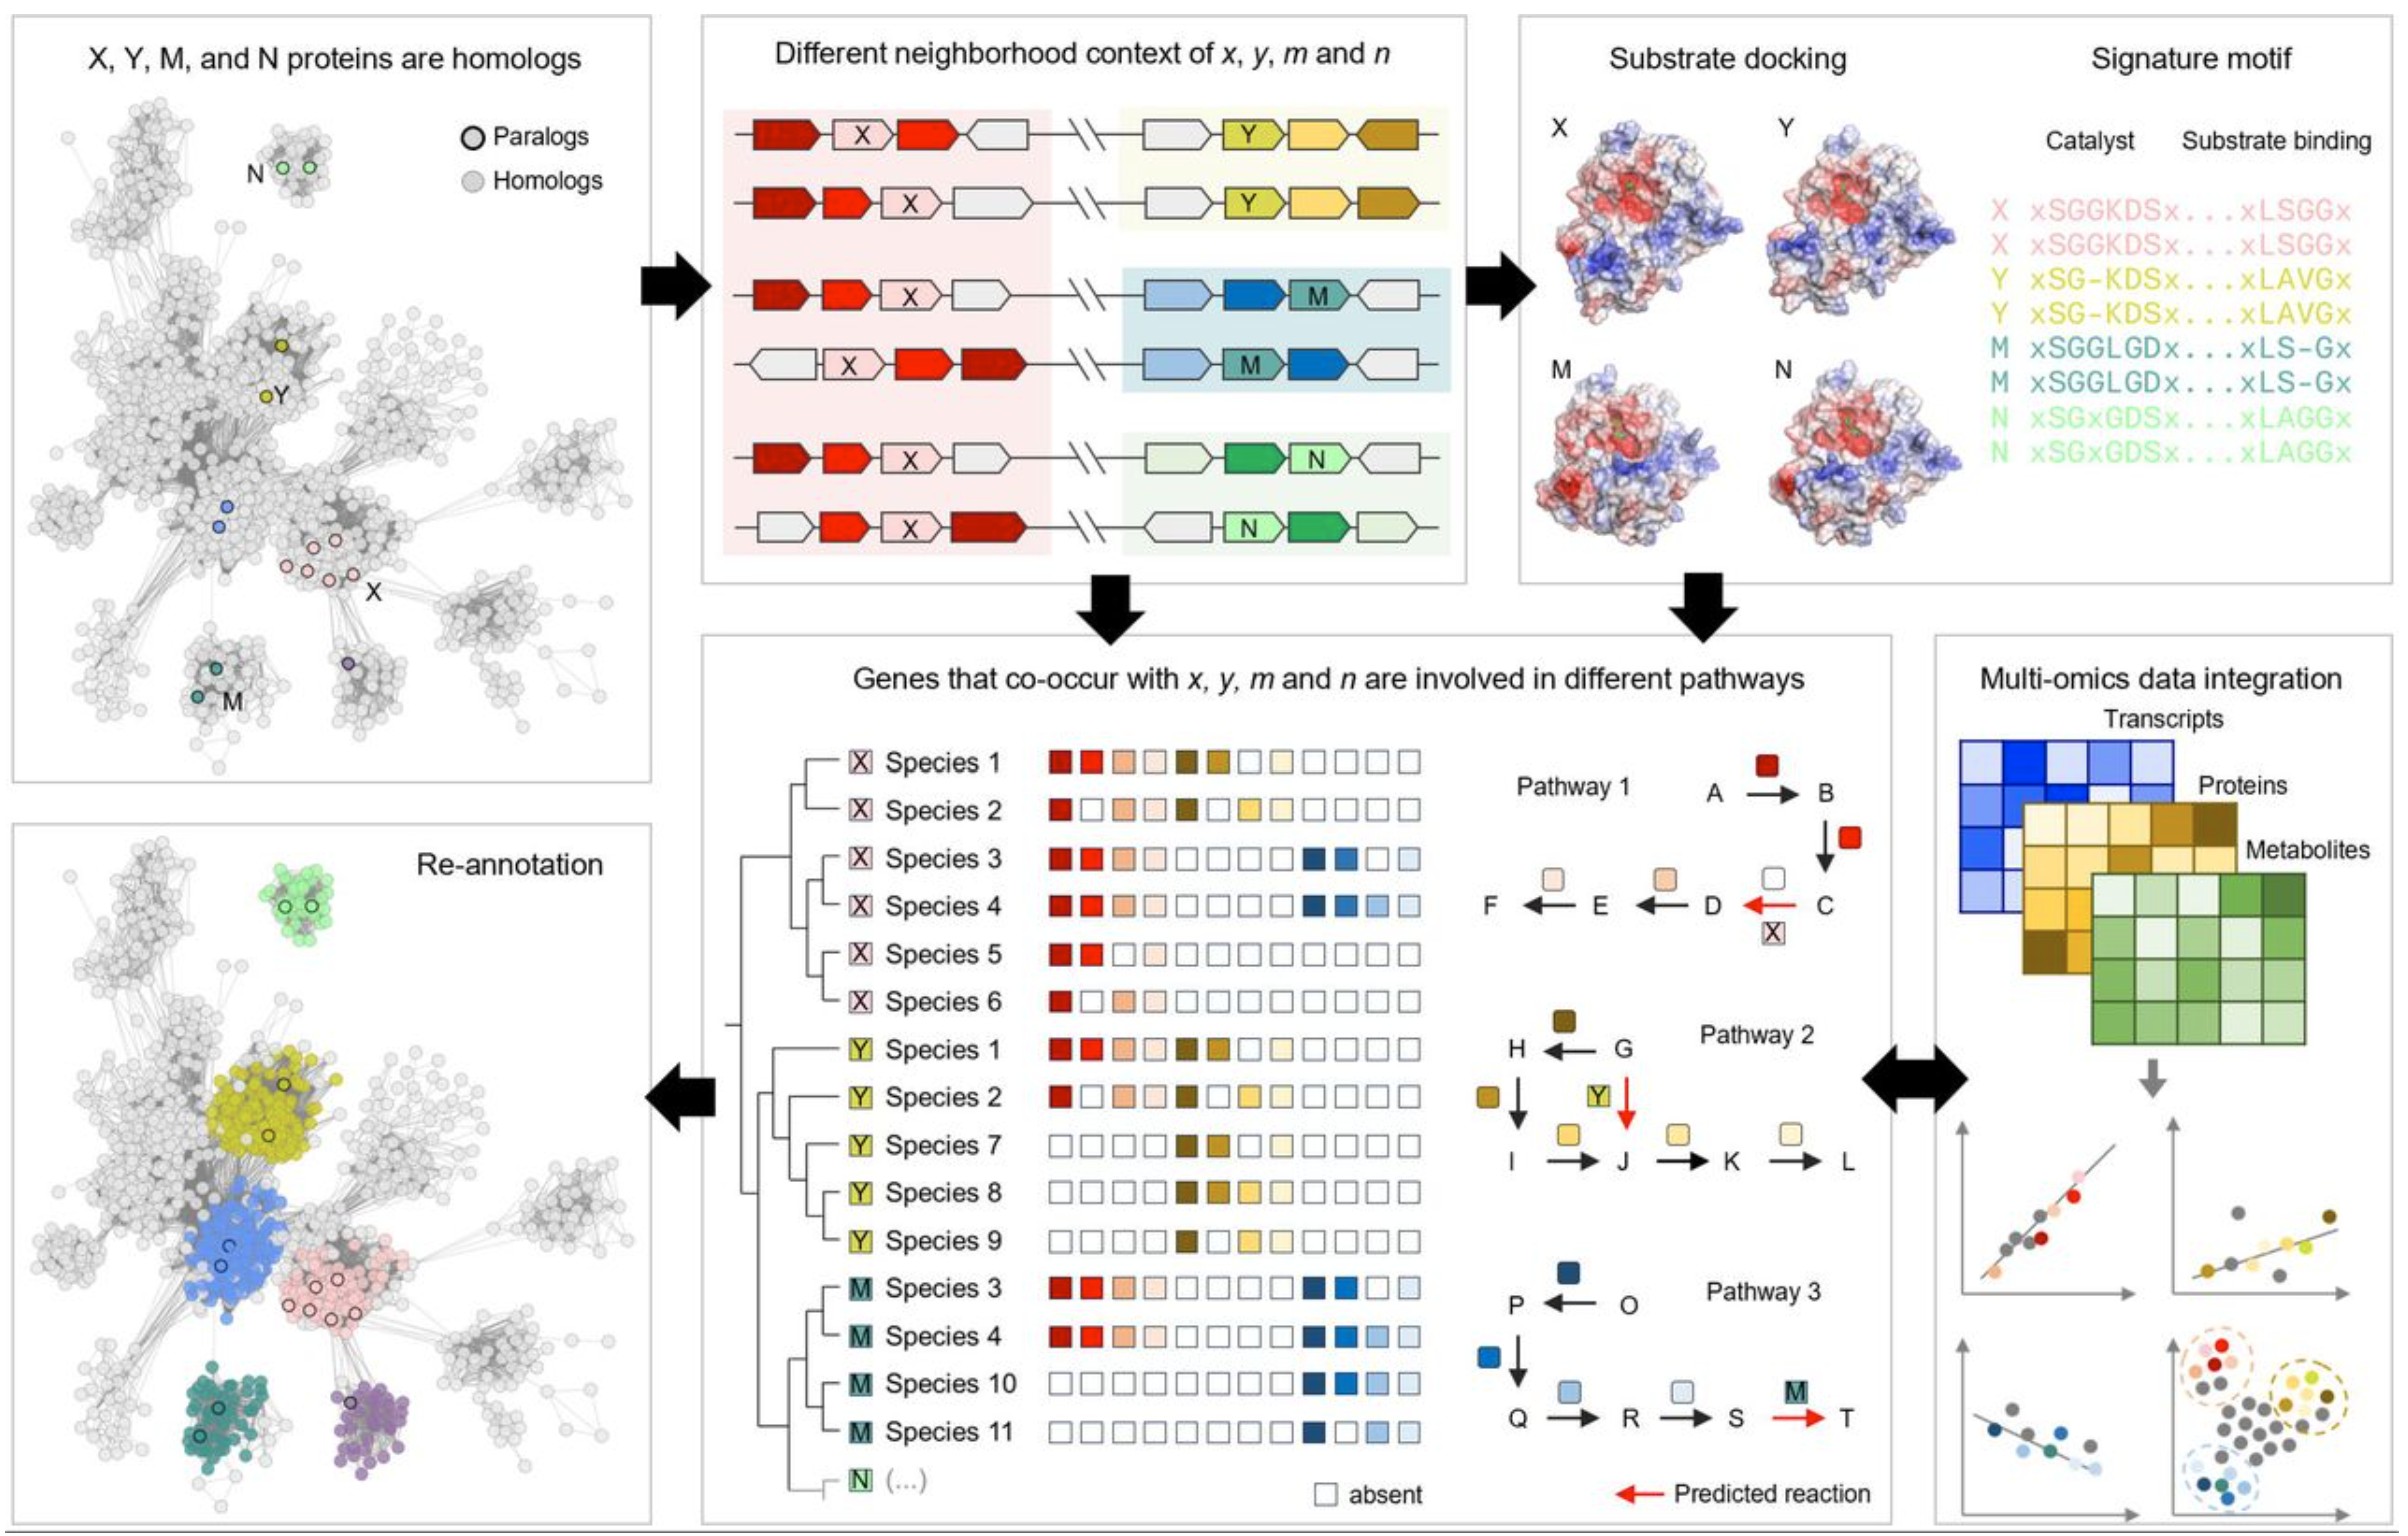 X, Y, M, and N proteins are homologs
Paralogs
Homologs
N
Y
X
M
Different neighborhood context of x, y, m and n
X Y
X Y
X M
X M
X N
X N
Substrate docking
X Y
M N
Signature motif
Catalyst Substrate binding
X xSGGKDSx...xLSGGx
X xSGGKDSx...xLSGGx
Y xSG-KDSx...xLAVGx
Y xSG-KDSx...xLAVGx
M xSGGLGDx...xLS-Gx
M xSGGLGDx...xLS-Gx
N xSGxGDSx...xLAGGx
N xSGxGDSx...xLAGGx
Genes that co-occur with x, y, m and n are involved in different pathways
X Species 1
X Species 2
X Species 3
X Species 4
X Species 5
X Species 6
Y Species 1
Y Species 2
Y Species 7
Y Species 8
Y Species 9
M Species 3
M Species 4
M Species 10
M Species 11
N (...)
absent
Pathway 1
A B
F E D C
X
Pathway 2
H G
Y
I J K L
Pathway 3
P O
M
Q R S T
Predicted reaction
Multi-omics data integration
Transcripts
Proteins
Metabolites
Re-annotation